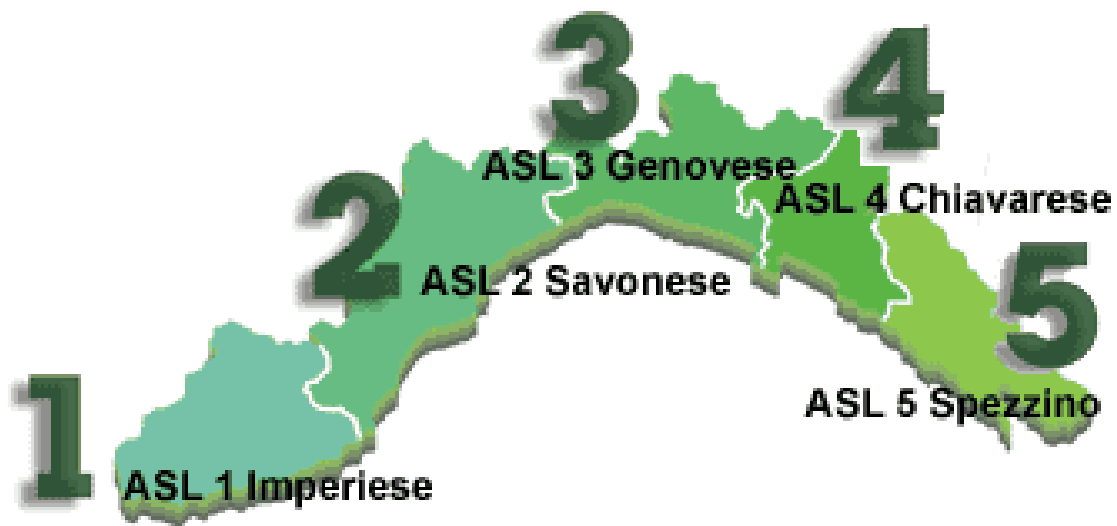 3
4
ASL 3 Genovese
2
ASL 4 Chiavarese
ASL 2 Savonese
5
1
ASL 5 Spezzino
ASL 1 Imperiese